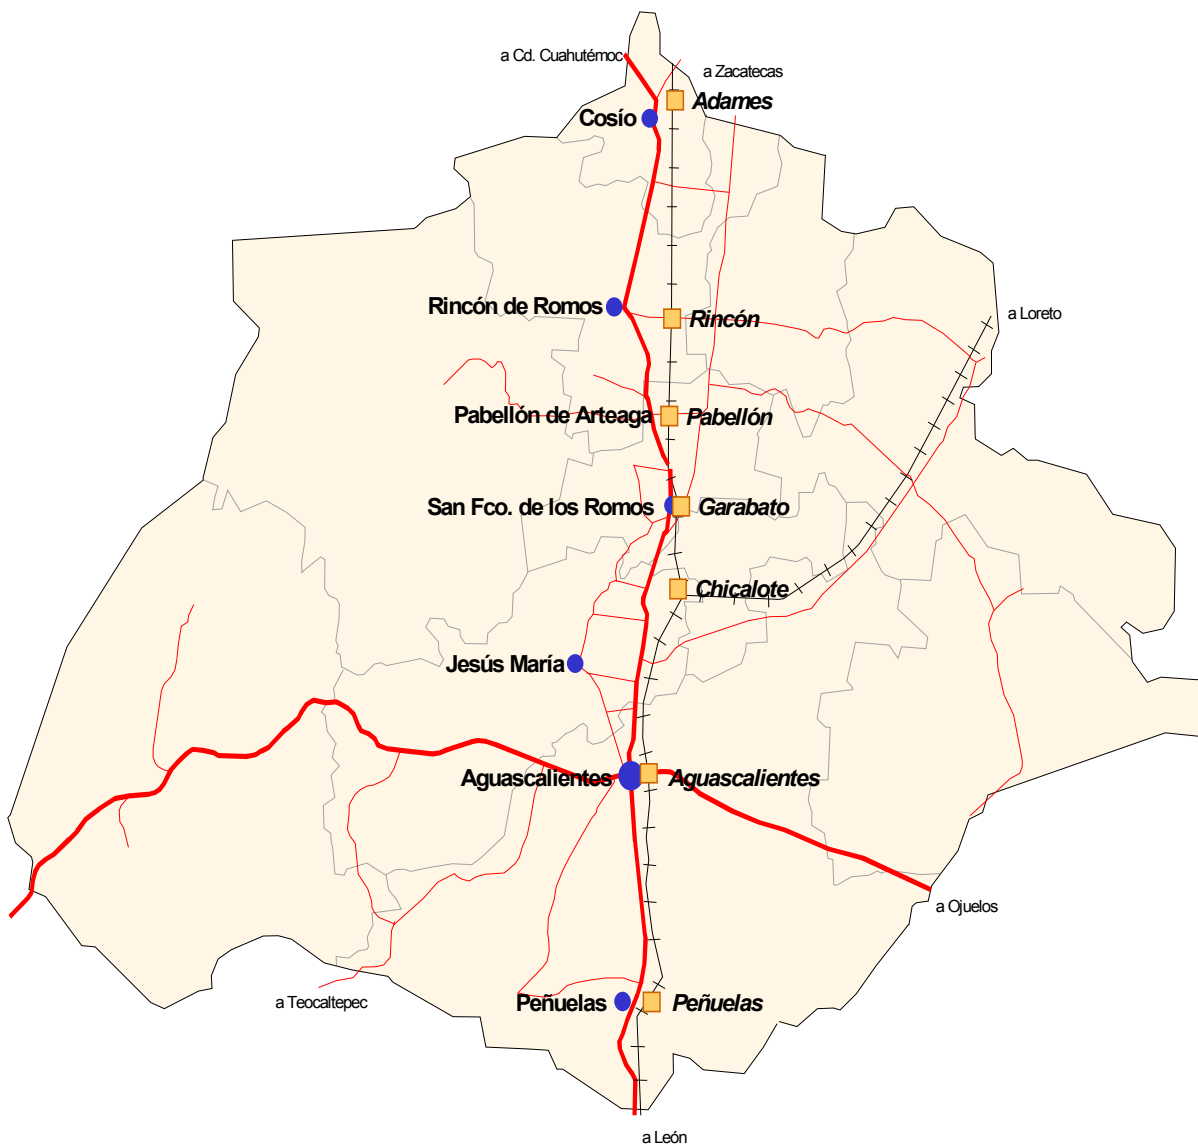 a Cd. Cuahutémoc
a Zacatecas
Adames
Cosío
Rincón de Romos
Rincón
a Loreto
Pabellón de Arteaga
Pabellón
San Fco. de los Romos
Garabato
Chicalote
Jesús María
Aguascalientes
Aguascalientes
a Ojuelos
a Teocaltepec
Peñuelas
Peñuelas
a León